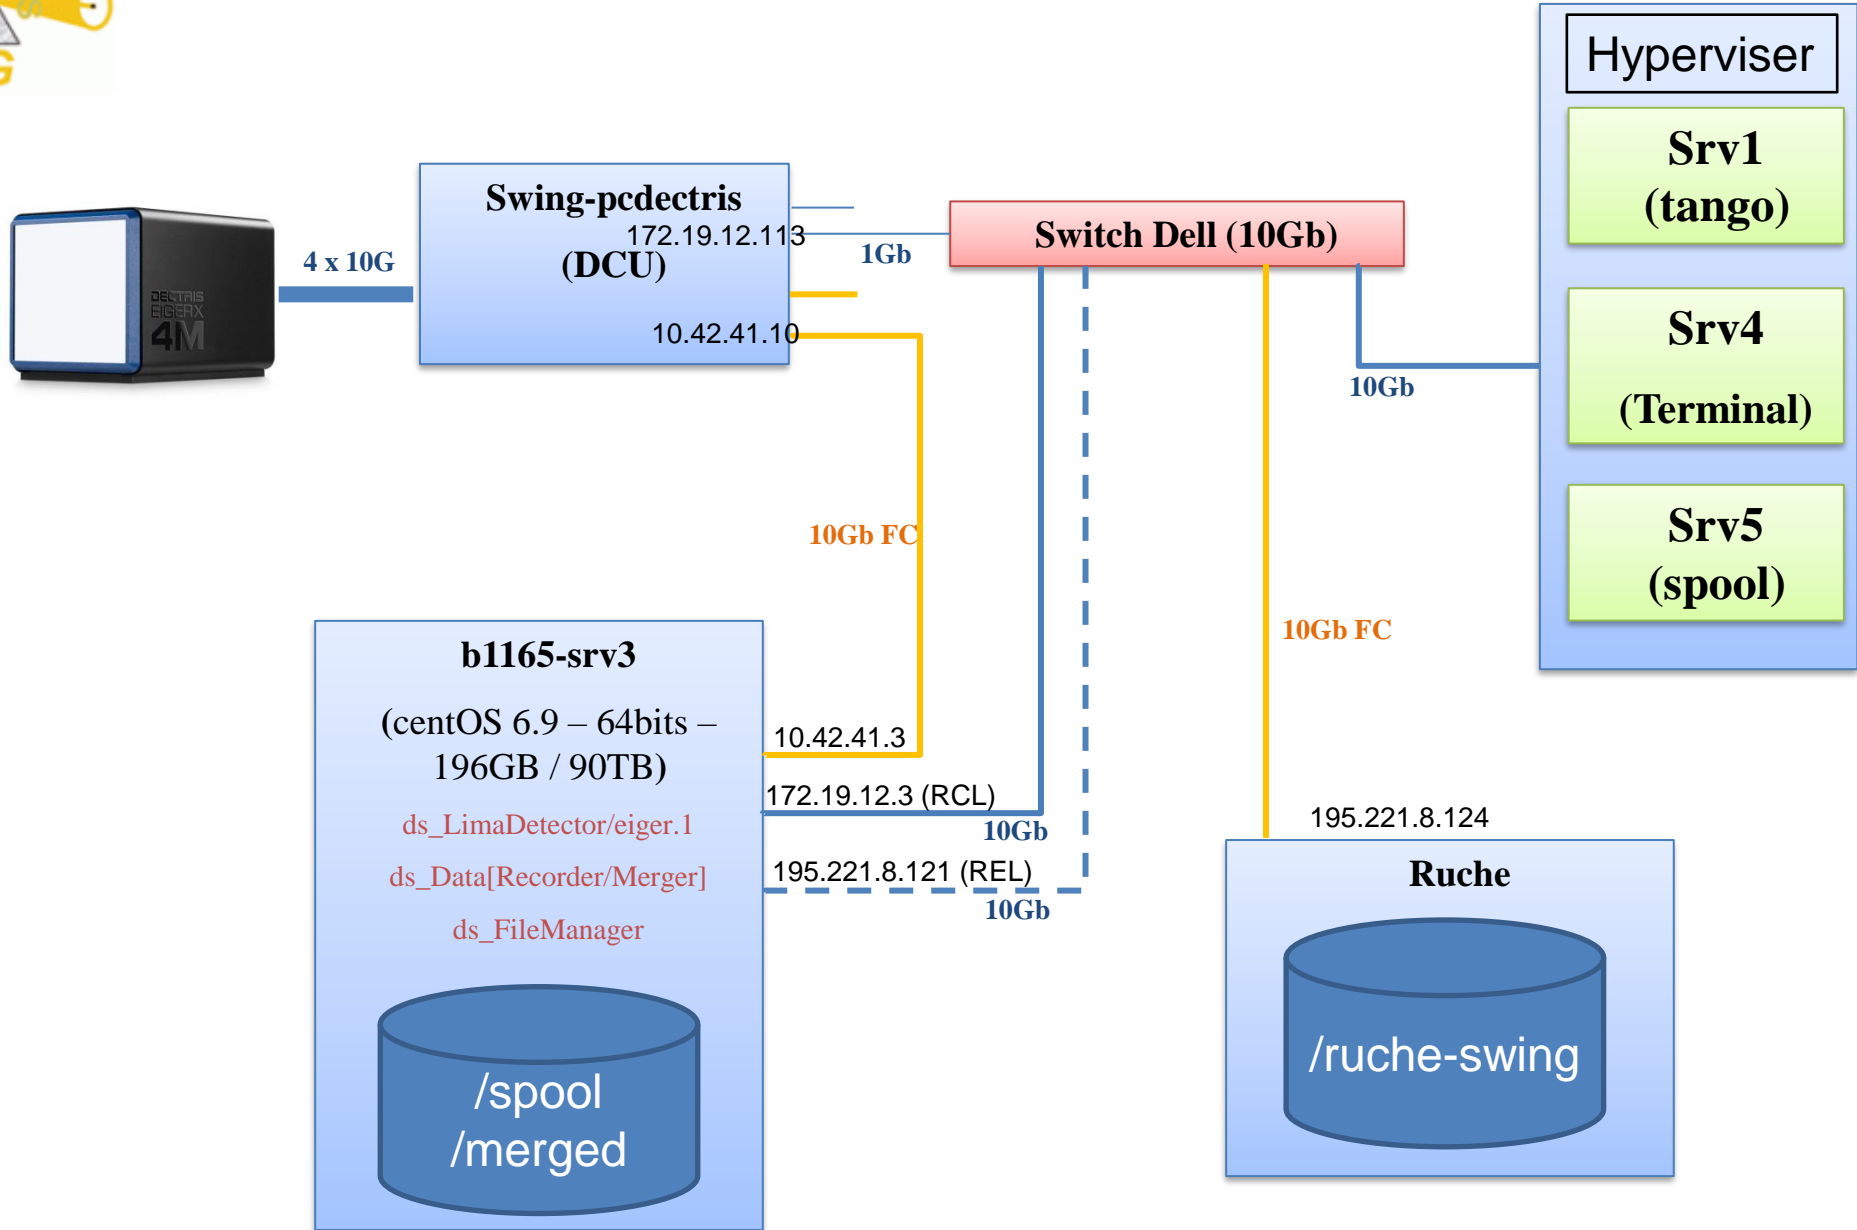 G
Hyperviser
Srv1
(tango)
Srv4
(Terminal)
Srv5
(spool)
Swing-pcdectris
172.19.12.113
(DCU)
10.42.41.10
4 x 10G
DECTRIS
EIGER X
4M
1Gb
Switch Dell (10Gb)
10Gb
10Gb FC
10Gb FC
b1165-srv3
(centOS 6.9 – 64bits –
196GB / 90TB)
ds_LimaDetector/eiger.1
ds_Data[Recorder/Merger]
ds_FileManager
/spool
/merged
10.42.41.3
172.19.12.3 (RCL)
10Gb
195.221.8.121 (REL)
10Gb
195.221.8.124
Ruche
/ruche-swing